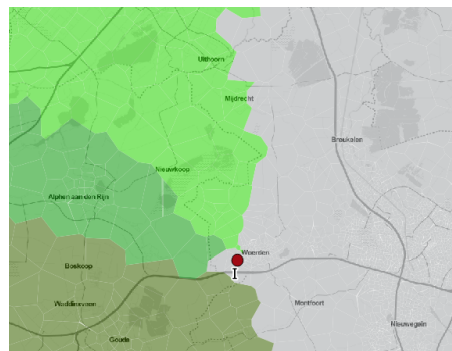 Uithoorn
Mijdrecht
Breukelen
Nieuwkoop
Alphen aan den Rijn
Woerden
Boskoop
I
Waddinxveen
Montfoort
Nieuwegein
Gouda